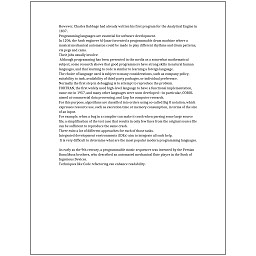 However, Charles Babbage had already written his first program for the Analytical Engine in
1837.
Programming languages are essential for software development.
In 1206, the Arab engineer Al-Jazari invented a programmable drum machine where a
musical mechanical automaton could be made to play different rhythms and drum patterns,
via pegs and cams.
Their jobs usually involve:
Although programming has been presented in the media as a somewhat mathematical
subject, some research shows that good programmers have strong skills in natural human
languages, and that learning to code is similar to learning a foreign language.
The choice of language used is subject to many considerations, such as company policy,
suitability to task, availability of third-party packages, or individual preference.
Normally the first step in debugging is to attempt to reproduce the problem.
FORTRAN, the first widely used high-level language to have a functional implementation,
came out in 1957, and many other languages were soon developed—in particular, COBOL
aimed at commercial data processing, and Lisp for computer research.
For this purpose, algorithms are classified into orders using so-called Big O notation, which
expresses resource use, such as execution time or memory consumption, in terms of the size
of an input.
For example, when a bug in a compiler can make it crash when parsing some large source
file, a simplification of the test case that results in only few lines from the original source file
can be sufficient to reproduce the same crash.
There exist a lot of different approaches for each of those tasks.
Integrated development environments (IDEs) aim to integrate all such help.
It is very difficult to determine what are the most popular modern programming languages.
As early as the 9th century, a programmable music sequencer was invented by the Persian
Banu Musa brothers, who described an automated mechanical flute player in the Book of
Ingenious Devices.
Techniques like Code refactoring can enhance readability.